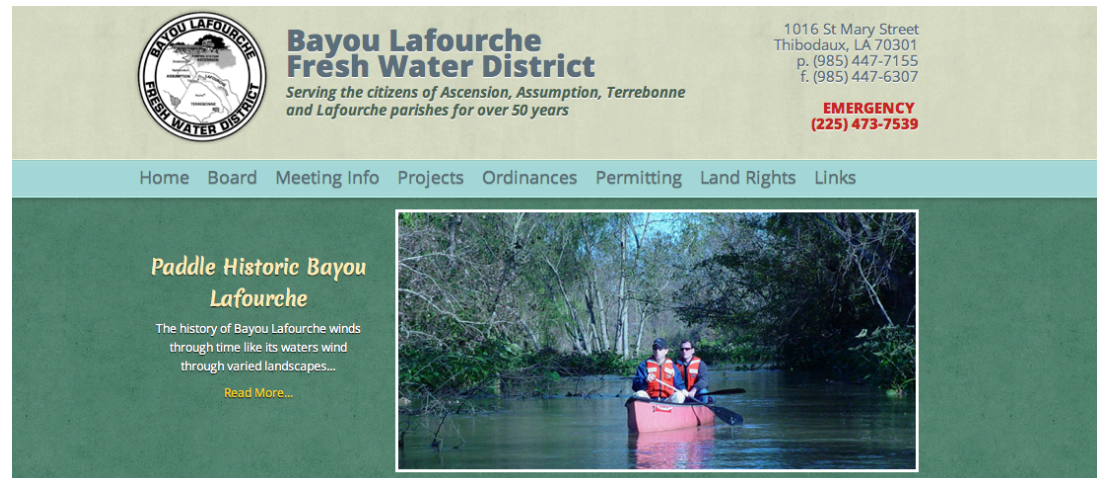 BAYOU LAFOURCHE
FRESH WATER DISTRICT
ASSUMPTION
TERREBONNE
Bayou Lafourche
Fresh Water District
Serving the citizens of Ascension, Assumption, Terrebonne
and Lafourche parishes for over 50 years
1016 St Mary Street
Thibodaux, LA 70301
p. (985) 447-7155
f. (985) 447-6307
EMERGENCY
(225) 473-7539
Home Board Meeting Info Projects Ordinances Permitting Land Rights Links
Paddle Historic Bayou
Lafourche
The history of Bayou Lafourche winds
through time like its waters wind
through varied landscapes...
Read More...